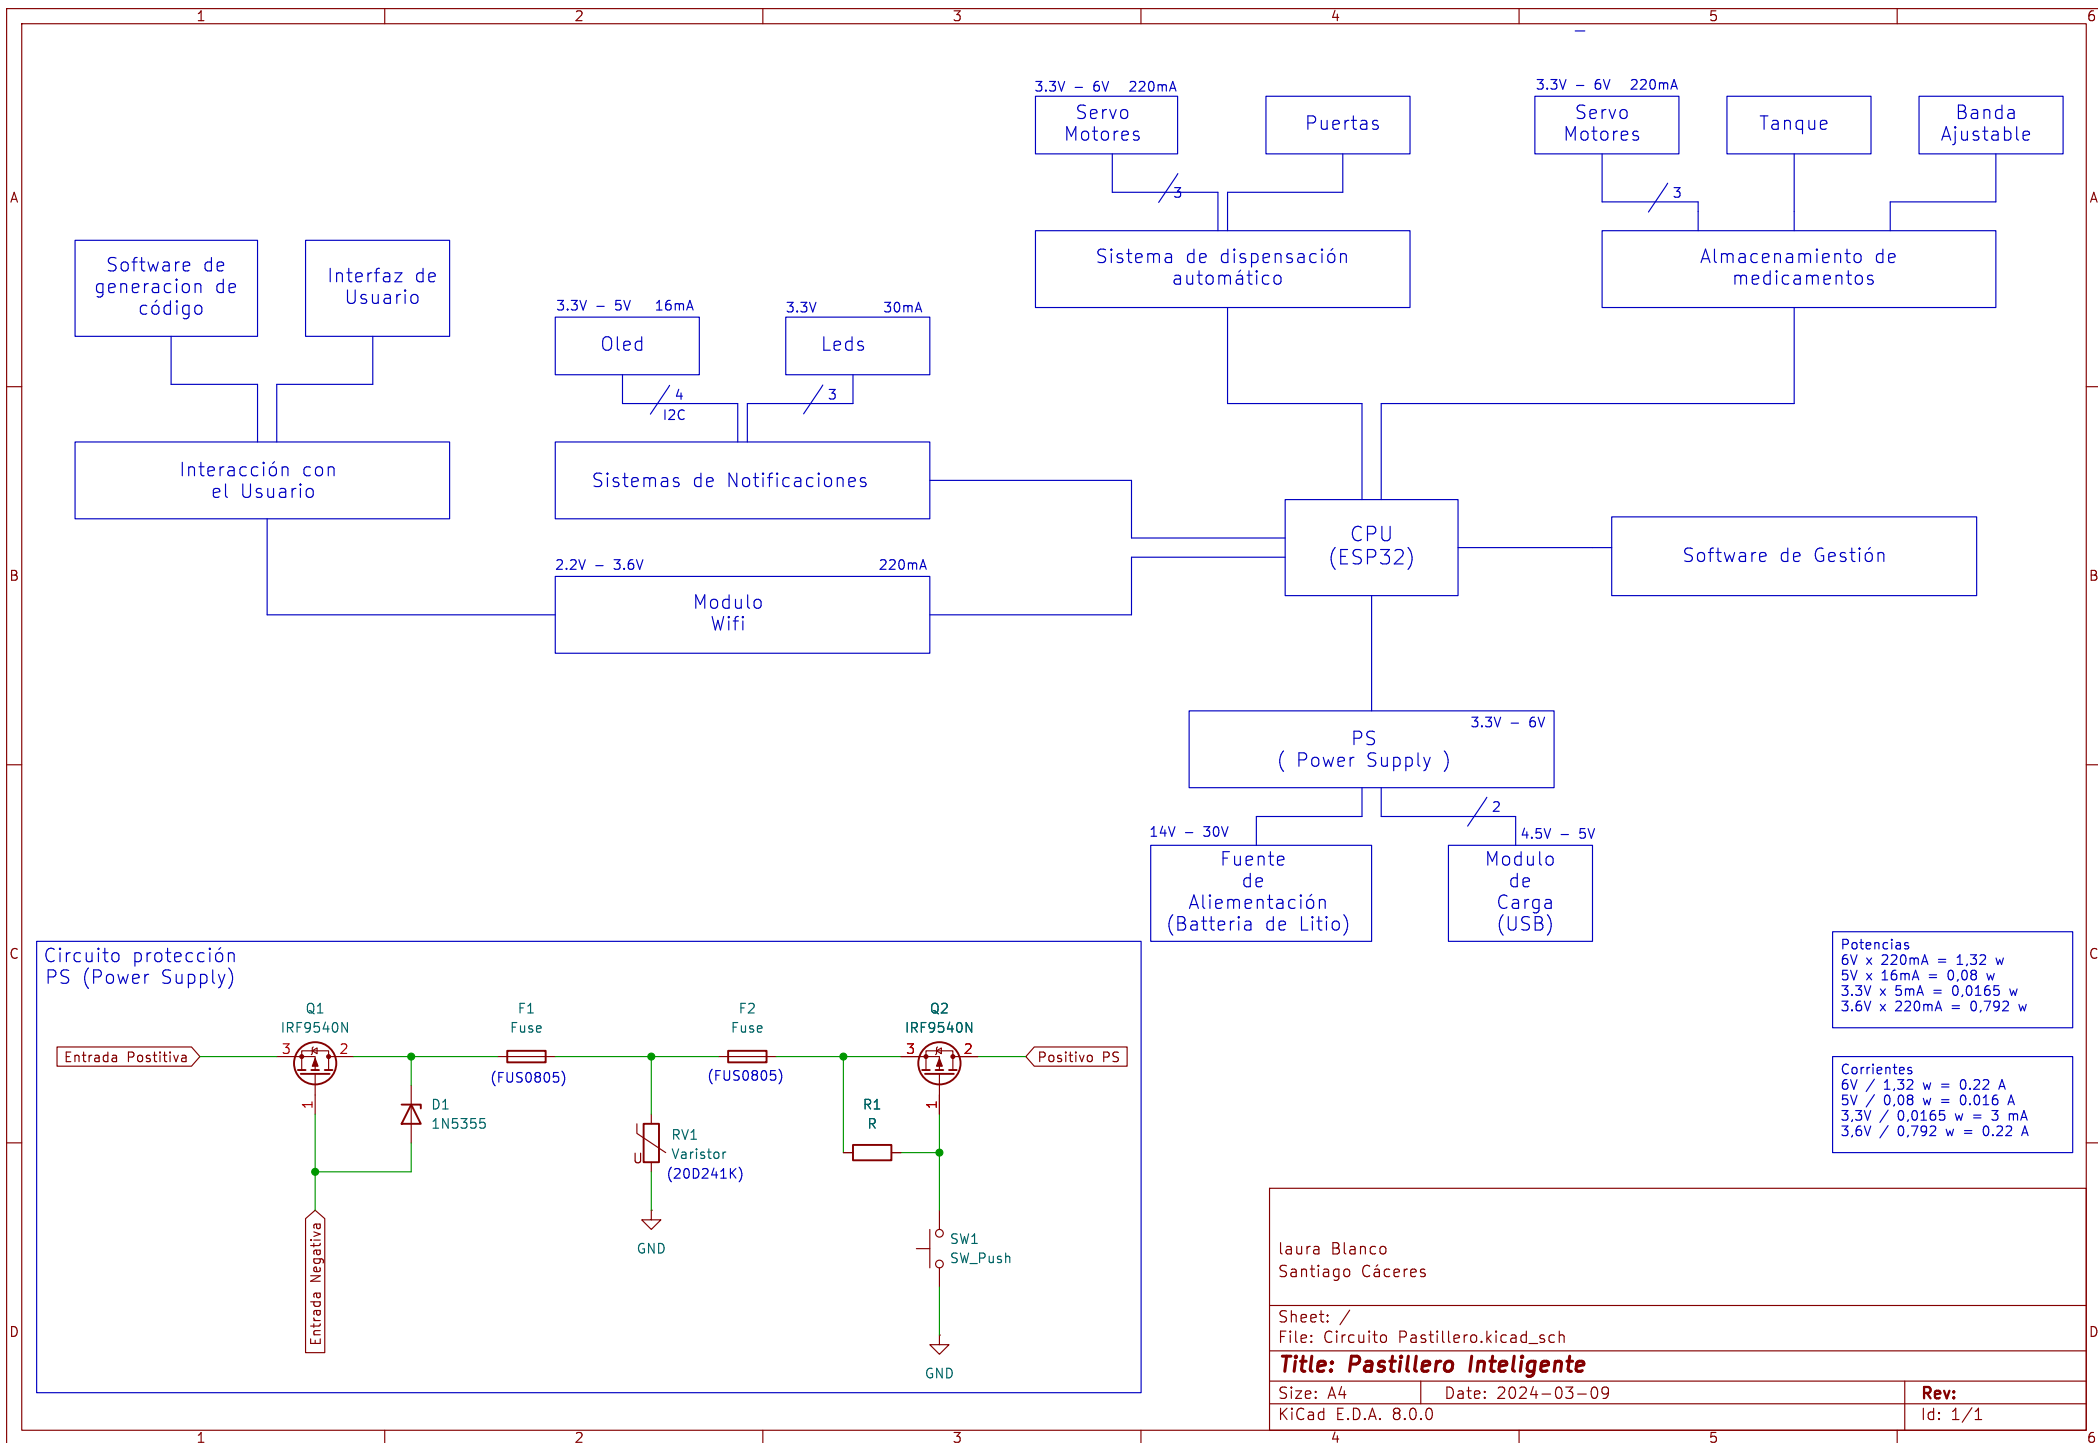 1 2 3 4 5 6
3.3V - 6V 220mA
Servo
Motores
Puertas
3
3.3V - 6V 220mA
Servo
Motores
Tanque
Banda
Ajustable
3
A
A
Sistema de dispensación
automático
Almacenamiento de
medicamentos
Software de
generacion de
código
Interfaz de
Usuario
3.3V - 5V 16mA
Oled
3.3V 30mA
Leds
4
I2C
3
Interacción con
el Usuario
Sistemas de Notificaciones
CPU
(ESP32)
Software de Gestión
B
B
2.2V - 3.6V 220mA
Modulo
Wifi
3.3V - 6V
PS
( Power Supply )
2
14V - 30V
Fuente
de
Aliementación
(Batteria de Litio)
4.5V - 5V
Modulo
de
Carga
(USB)
C
C
Potencias
6V x 220mA = 1,32 w
5V x 16mA = 0,08 w
3.3V x 5mA = 0,0165 w
3.6V x 220mA = 0,792 w
Corrientes
6V / 1,32 w = 0.22 A
5V / 0,08 w = 0.016 A
3,3V / 0,0165 w = 3 mA
3,6V / 0,792 w = 0.22 A
Circuito protección
PS (Power Supply)
Q1
IRF9540N
F1
Fuse
F2
Fuse
Q2
IRF9540N
Entrada Postitiva
3 2
1
(FUS0805)
(FUS0805)
3 2
1
Positivo PS
D1
1N5355
RV1
Varistor
(20D241K)
U
R1
R
GND
SW1
SW_Push
GND
Entrada Negativa
D
D
laura Blanco
Santiago Cáceres
Sheet: /
File: Circuito Pastillero.kicad_sch
Title: Pastillero Inteligente
Size: A4 Date: 2024-03-09 Rev:
KiCad E.D.A. 8.0.0 Id: 1/1
1 2 3 4 5 6